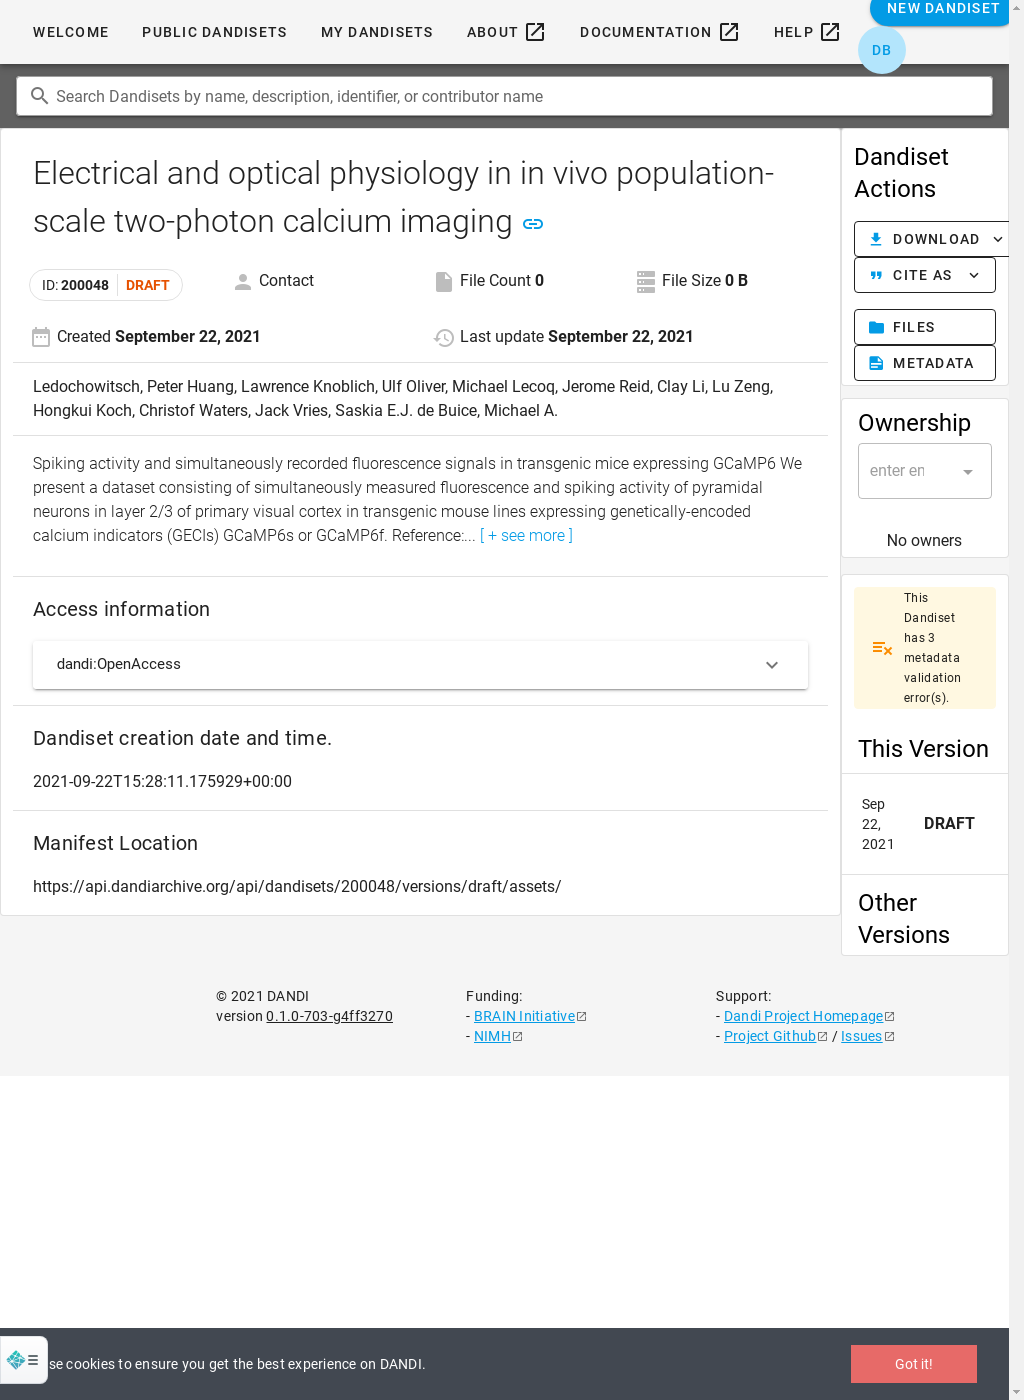 WELCOME PUBLIC DANDISETS MY DANDISETS ABOUT DOCUMENTATION HELP NEW DANDISET
DB
Search Dandisets by name, description, identifier, or contributor name
Electrical and optical physiology in in vivo population-
scale two-photon calcium imaging
ID: 200048 DRAFT Contact File Count 0 File Size 0 B
Created September 22, 2021 Last update September 22, 2021
Ledochowitsch, Peter Huang, Lawrence Knoblich, Ulf Oliver, Michael Lecoq, Jerome Reid, Clay Li, Lu Zeng,
Hongkui Koch, Christof Waters, Jack Vries, Saskia E.J. de Buice, Michael A.
Spiking activity and simultaneously recorded fluorescence signals in transgenic mice expressing GCaMP6 We
present a dataset consisting of simultaneously measured fluorescence and spiking activity of pyramidal
neurons in layer 2/3 of primary visual cortex in transgenic mouse lines expressing genetically-encoded
calcium indicators (GECIs) GCaMP6s or GCaMP6f. Reference:... [ + see more ]
Access information
dandi:OpenAccess
Dandiset creation date and time.
2021-09-22T15:28:11.175929+00:00
Manifest Location
https://api.dandiarchive.org/api/dandisets/200048/versions/draft/assets/
Dandiset
Actions
DOWNLOAD
CITE AS
FILES
METADATA
Ownership
enter en
No owners
This
Dandiset
has 3
metadata
validation
error(s).
This Version
Sep
22,
2021
DRAFT
Other
Versions
© 2021 DANDI
version 0.1.0-703-g4ff3270
Funding:
- BRAIN Initiative
- NIMH
Support:
- Dandi Project Homepage
- Project Github / Issues
se cookies to ensure you get the best experience on DANDI.
Got it!